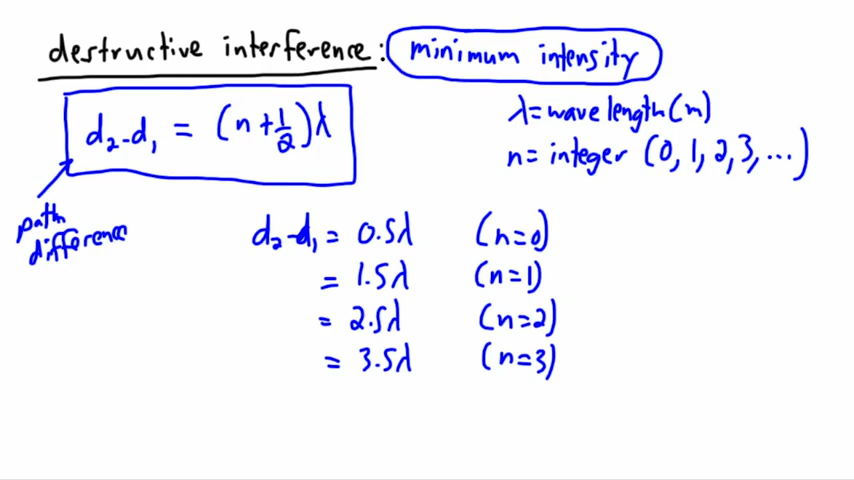 destructive interference: minimum intensity
d₂-d₁ = (n+1/2)λ
λ=wavelength(m)
n= integer (0, 1, 2, 3, ...)
path
difference
d₂-d₁= 0.5λ (n=0)
= 1.5λ (n=1)
= 2.5λ (n=2)
= 3.5λ (n=3)